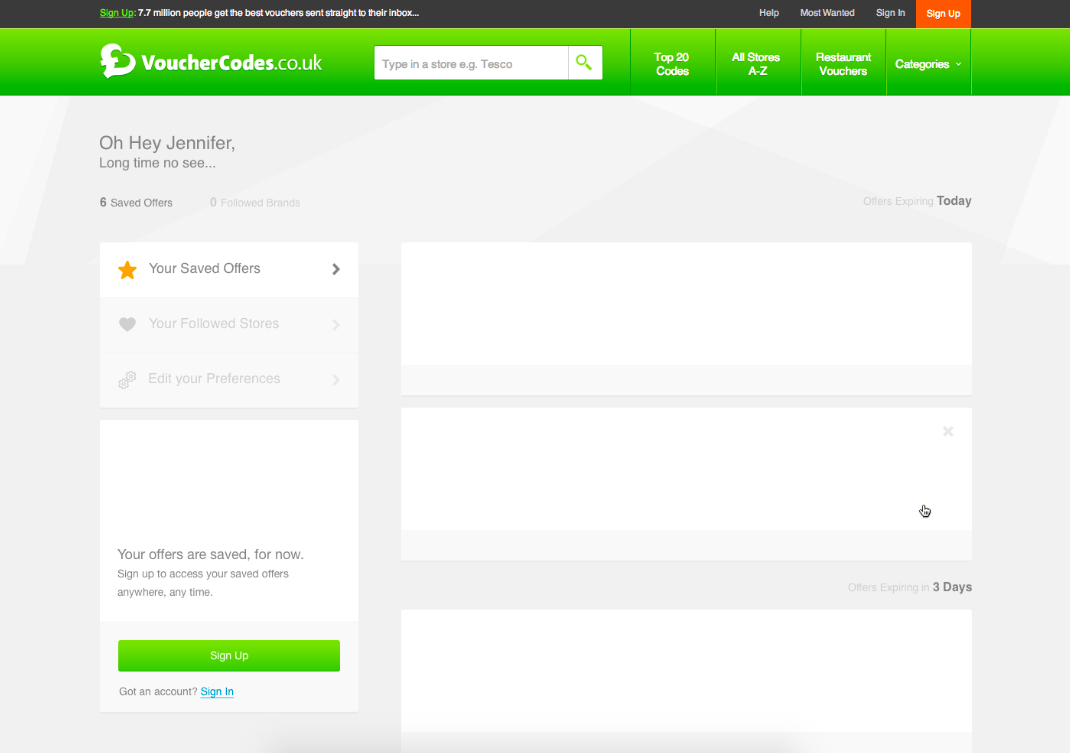 Sign Up: 7.7 million people get the best vouchers sent straight to their inbox...
Help
Most Wanted
Sign In
Sign Up
VoucherCodes.co.uk
Type in a store e.g. Tesco
Top 20
Codes
All Stores
A-Z
Restaurant
Vouchers
Categories
Oh Hey Jennifer,
Long time no see...
6 Saved Offers
0 Followed Brands
Offers Expiring Today
Your Saved Offers
Your Followed Stores
Edit your Preferences
Your offers are saved, for now.
Sign up to access your saved offers
anywhere, any time.
Sign Up
Got an account? Sign In
Offers Expiring in 3 Days